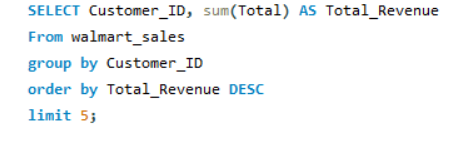 SELECT Customer_ID, sum(Total) AS Total_Revenue
From walmart_sales
group by Customer_ID
order by Total_Revenue DESC
limit 5;